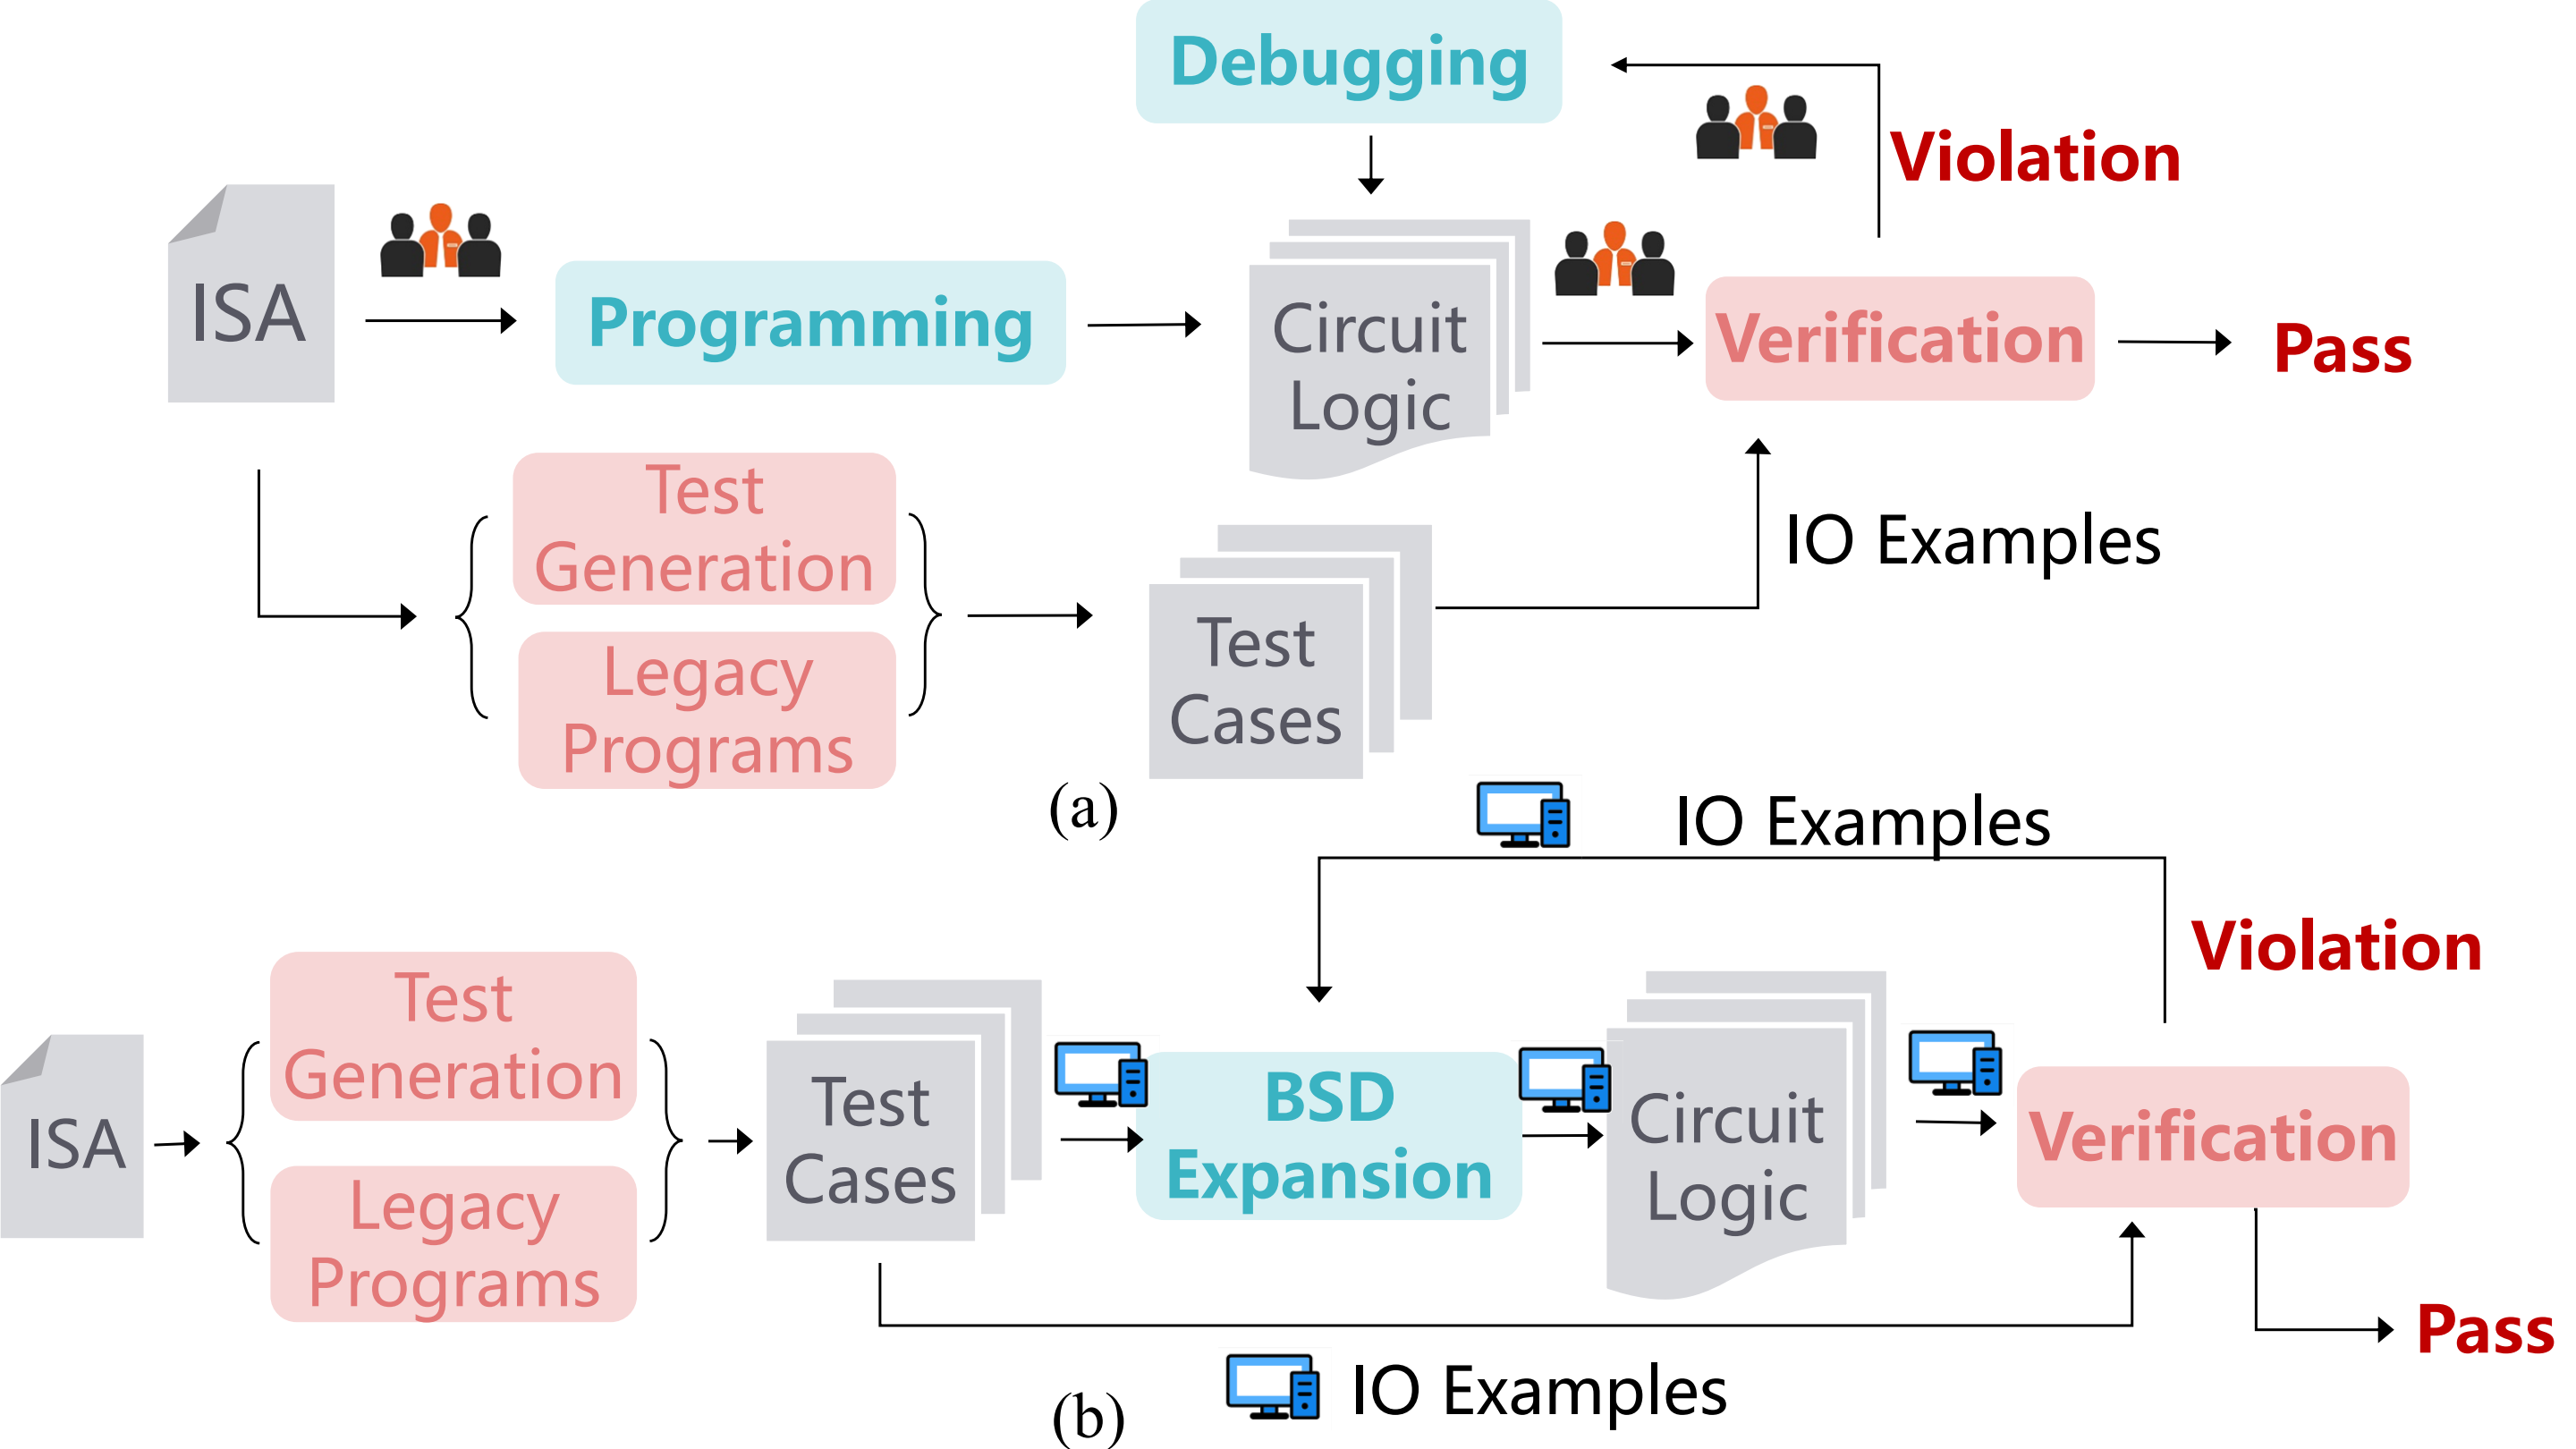 Debugging
Violation
ISA
Programming
Circuit
Logic
Verification
Pass
Test
Generation
Legacy
Programs
Test
Cases
IO Examples
(a)
IO Examples
Violation
ISA
Test
Generation
Legacy
Programs
Test
Cases
BSD
Expansion
Circuit
Logic
Verification
Pass
IO Examples
(b)